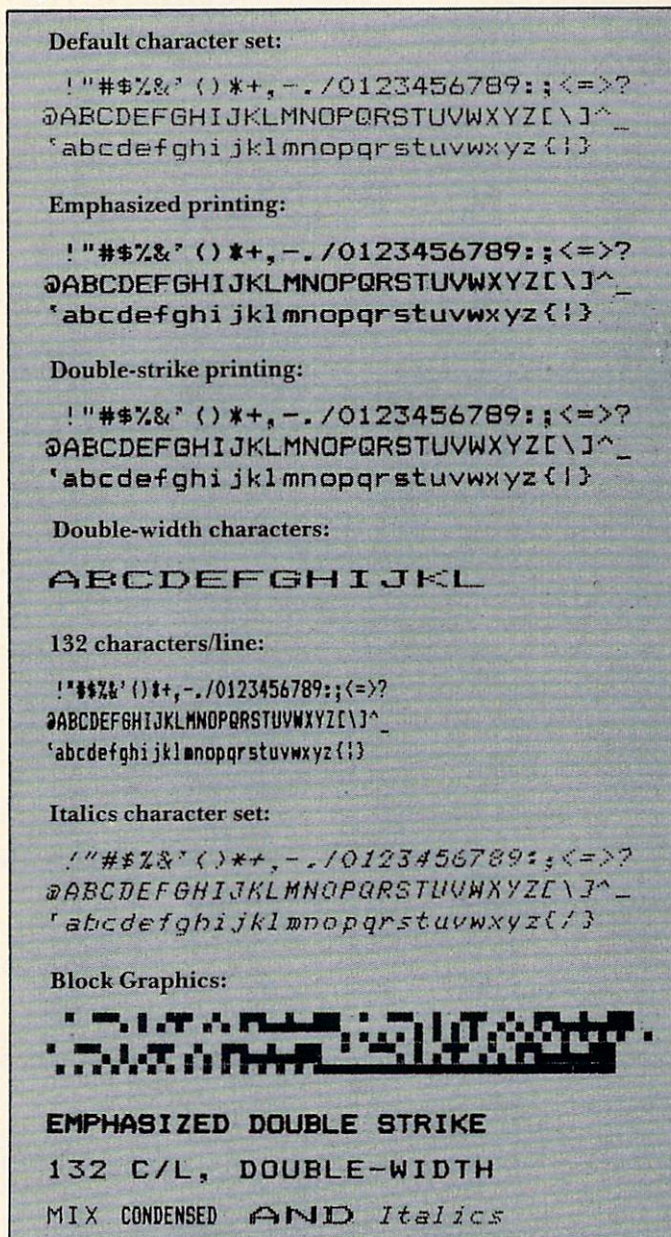 Default character set:
!"#$%&'()*+,-./0123456789:;<=>?
@ABCDEFGHIJKLMNOPQRSTUVWXYZ[\]^_
'abcdefghijklmnopqrstuvwxyz{¦}
Emphasized printing:
!"#$%&'()*+,-./0123456789:;<=>?
@ABCDEFGHIJKLMNOPQRSTUVWXYZ[\]^_
'abcdefghijklmnopqrstuvwxyz{¦}
Double-strike printing:
!"#$%&'()*+,-./0123456789:;<=>?
@ABCDEFGHIJKLMNOPQRSTUVWXYZ[\]^_
'abcdefghijklmnopqrstuvwxyz{¦}
Double-width characters:
ABCDEFGHIJKL
132 characters/line:
!"#$%&'()*+,-./0123456789:;<=>?
@ABCDEFGHIJKLMNOPQRSTUVWXYZ[\]^_
'abcdefghijklmnopqrstuvwxyz{¦}
Italics character set:
!"#$%&'()*+,-./0123456789:;<=>?
@ABCDEFGHIJKLMNOPQRSTUVWXYZ[\]^_
'abcdefghijklmnopqrstuvwxyz{/}
Block Graphics:
EMPHASIZED DOUBLE STRIKE
132 C/L, DOUBLE-WIDTH
MIX CONDENSED AND Italics